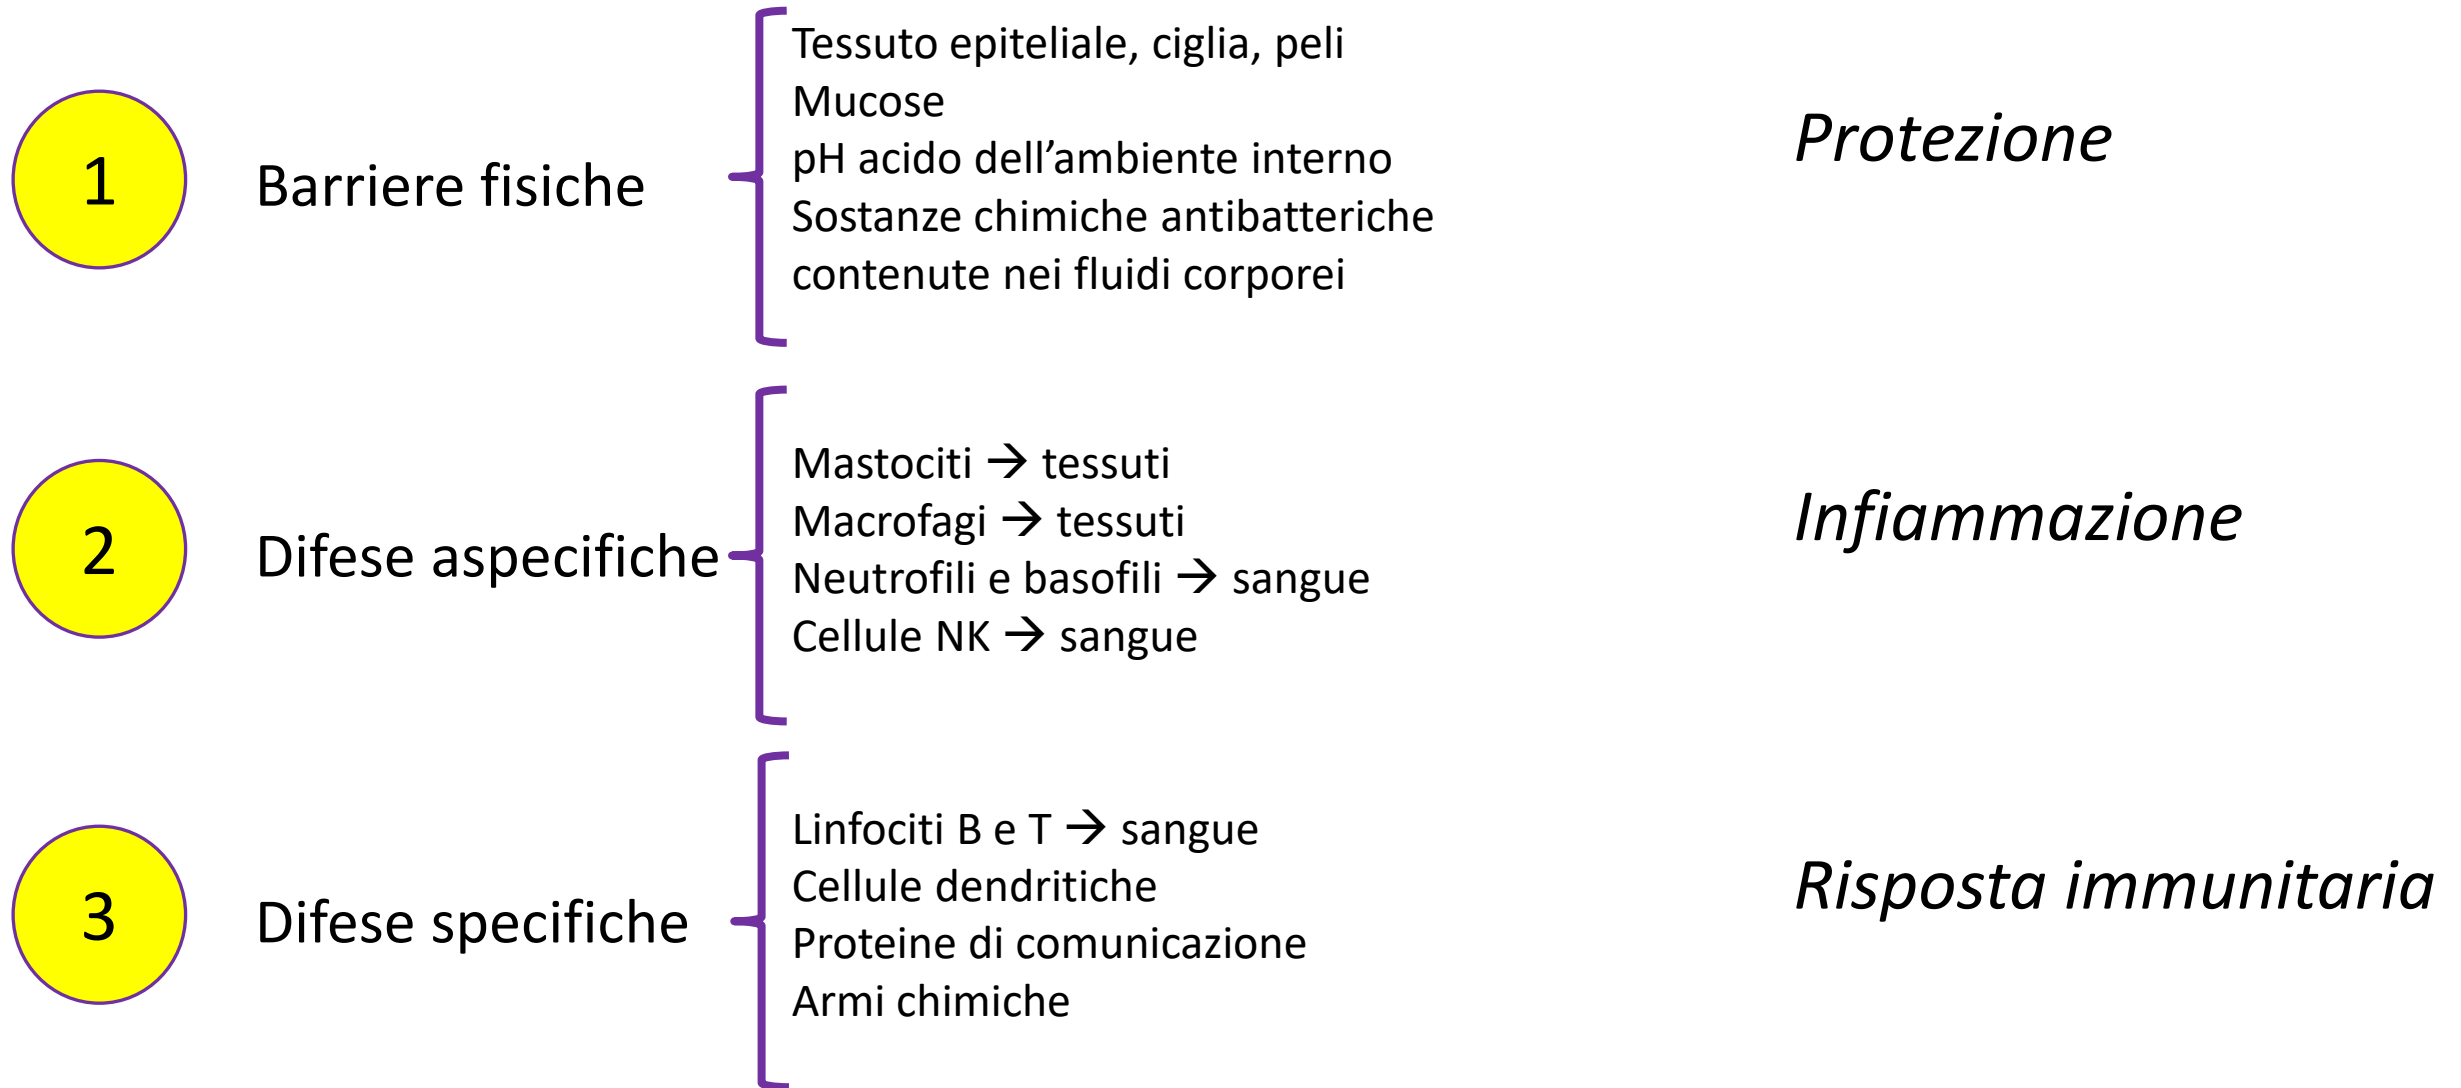 1
Barriere fisiche
Tessuto epiteliale, ciglia, peli
Mucose
pH acido dell’ambiente interno
Sostanze chimiche antibatteriche
contenute nei fluidi corporei
Protezione
2
Difese aspecifiche
Mastociti → tessuti
Macrofagi → tessuti
Neutrofili e basofili → sangue
Cellule NK → sangue
Infiammazione
3
Difese specifiche
Linfociti B e T → sangue
Cellule dendritiche
Proteine di comunicazione
Armi chimiche
Risposta immunitaria